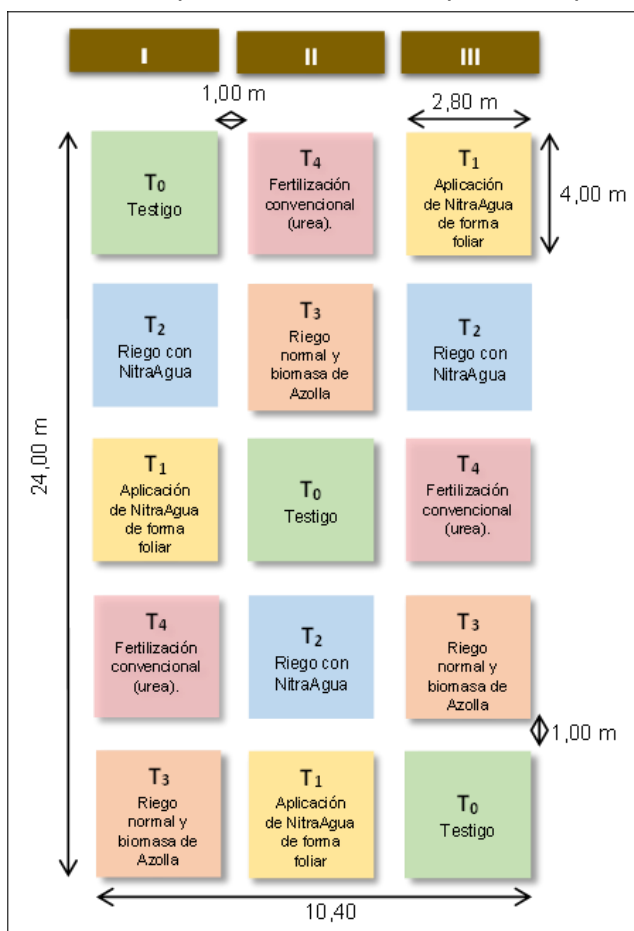 I
II
III
1,00 m
2,80 m
T0
Testigo
T4
Fertilización
convencional
(urea).
T1
Aplicación
de NitraAgua
de forma
foliar
4,00 m
T2
Riego con
NitraAgua
T3
Riego
normal y
biomasa de
Azolla
T2
Riego con
NitraAgua
24,00 m
T1
Aplicación
de NitraAgua
de forma
foliar
T0
Testigo
T4
Fertilización
convencional
(urea).
T4
Fertilización
convencional
(urea).
T2
Riego con
NitraAgua
T3
Riego
normal y
biomasa de
Azolla
1,00 m
T3
Riego
normal y
biomasa de
Azolla
T1
Aplicación
de NitraAgua
de forma
foliar
T0
Testigo
10,40